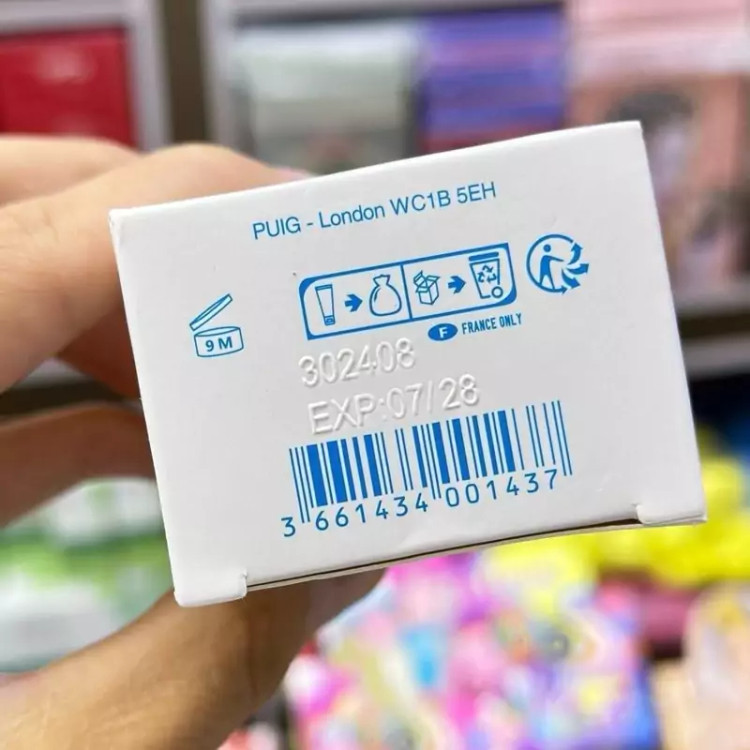 PUIG - London WC1B 5EH
9 M
F FRANCE ONLY
302408
EXP:07/28
3 661434 001437